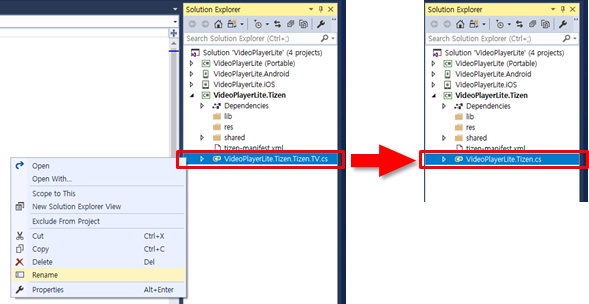 Solution Explorer
Search Solution Explorer (Ctrl+;)
Solution 'VideoPlayerLite' (4 projects)
VideoPlayerLite (Portable)
VideoPlayerLite.Android
VideoPlayerLite.iOS
VideoPlayerLite.Tizen
Dependencies
lib
res
shared
tizen-manifest.xml
VideoPlayerLite.Tizen.Tizen.TV.cs
Open
Open With...
Scope to This
New Solution Explorer View
Exclude From Project
Cut Ctrl+X
Copy Ctrl+C
Delete Del
Rename
Properties Alt+Enter
Solution Explorer
Search Solution Explorer (Ctrl+;)
Solution 'VideoPlayerLite' (4 projects)
VideoPlayerLite (Portable)
VideoPlayerLite.Android
VideoPlayerLite.iOS
VideoPlayerLite.Tizen
Dependencies
lib
res
shared
tizen-manifest.xml
VideoPlayerLite.Tizen.cs